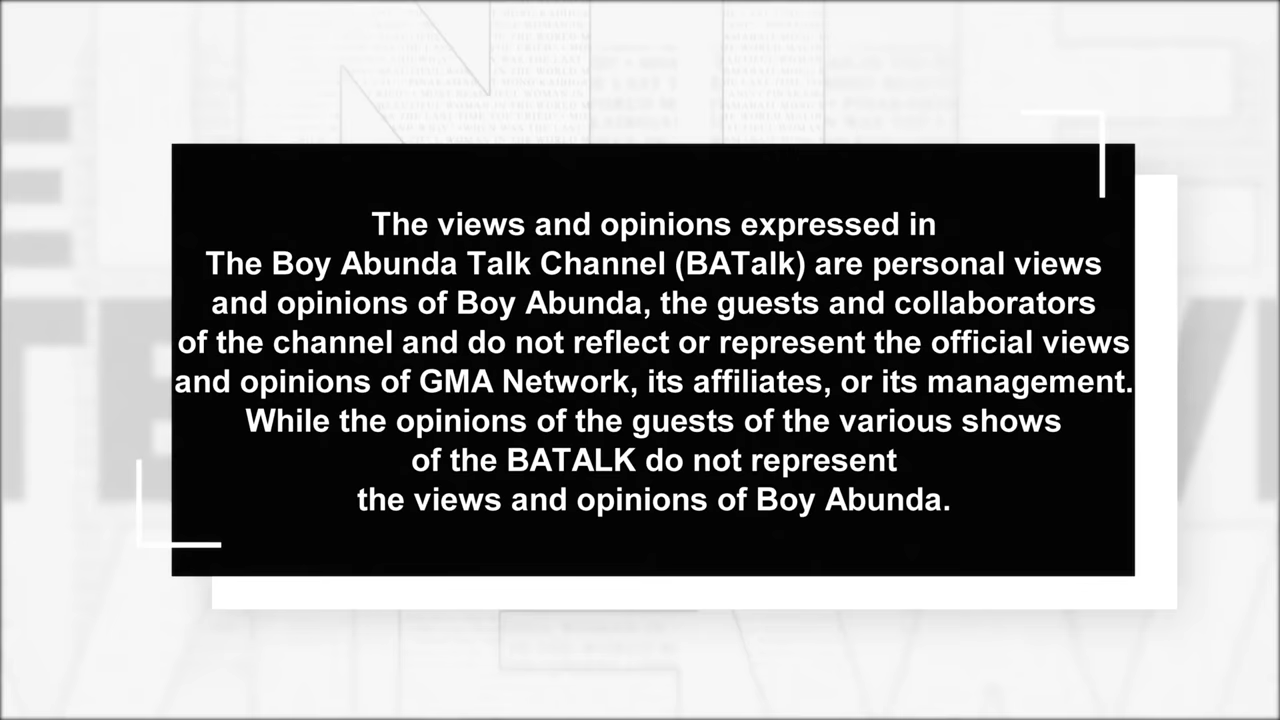 The views and opinions expressed in
The Boy Abunda Talk Channel (BATalk) are personal views
and opinions of Boy Abunda, the guests and collaborators
of the channel and do not reflect or represent the official views
and opinions of GMA Network, its affiliates, or its management.
While the opinions of the guests of the various shows
of the BATALK do not represent
the views and opinions of Boy Abunda.